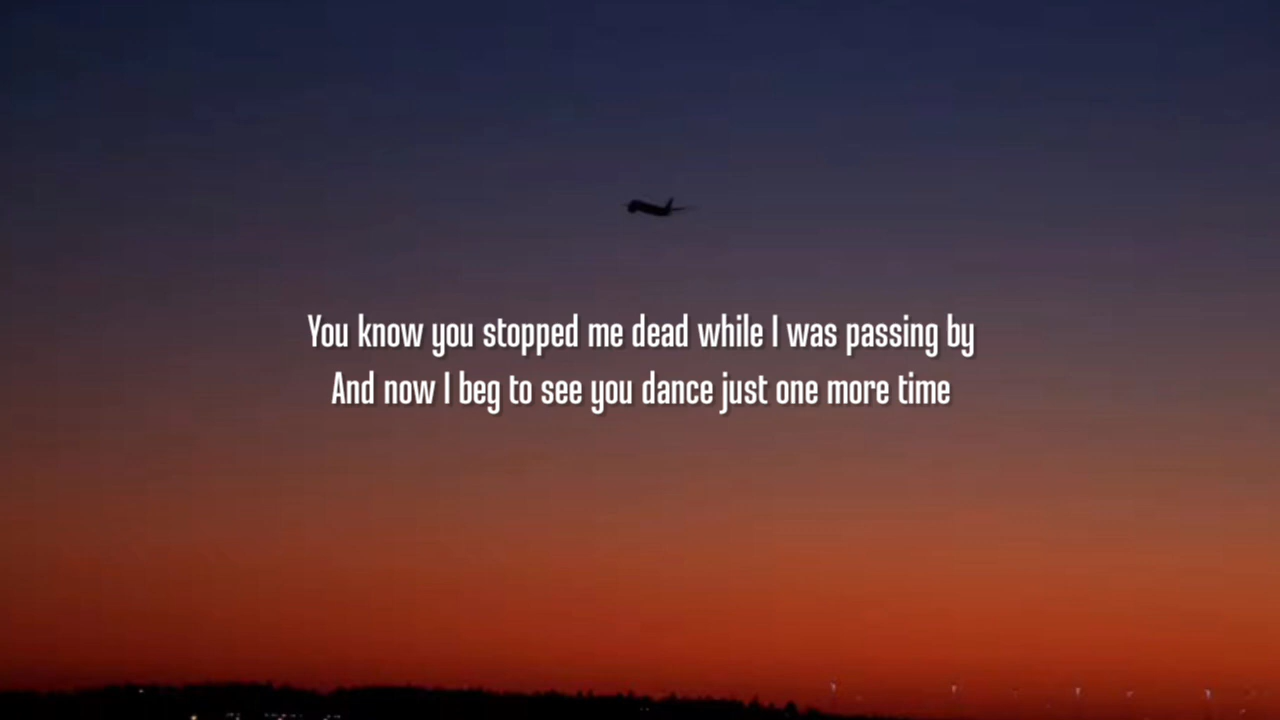 You know you stopped me dead while I was passing by
And now I beg to see you dance just one more time